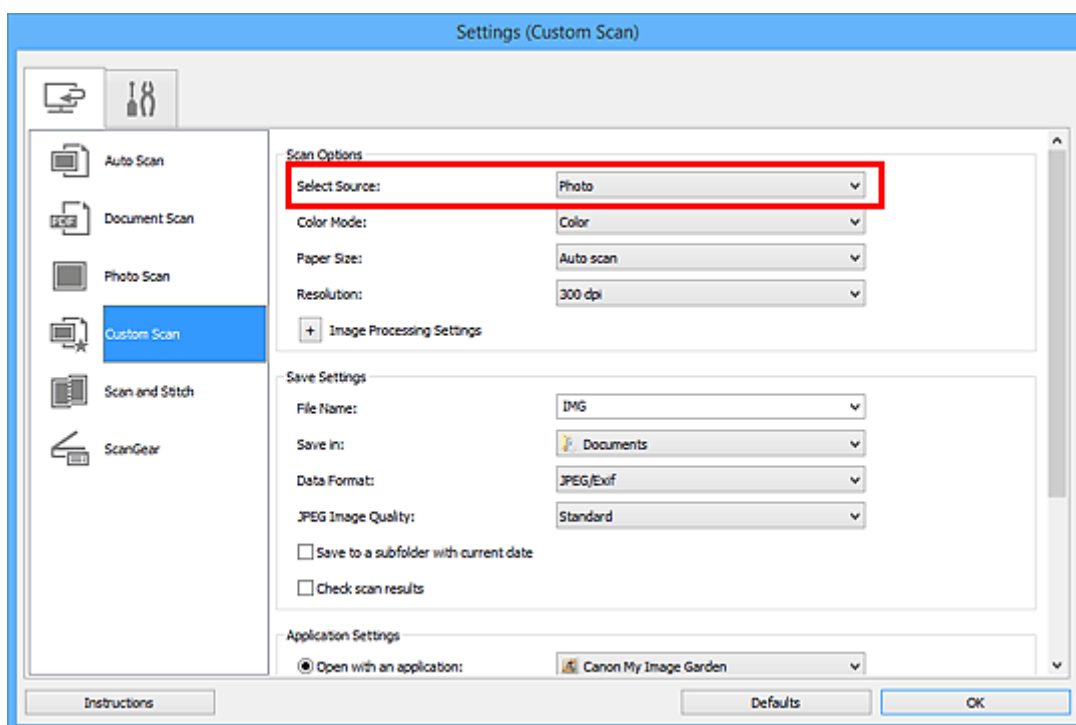 Settings (Custom Scan)
Auto Scan
Document Scan
Photo Scan
Custom Scan
Scan and Stitch
ScanGear
Scan Options
Select Source: Photo
Color Mode: Color
Paper Size: Auto scan
Resolution: 300 dpi
+ Image Processing Settings
Save Settings
File Name: IMG
Save in: Documents
Data Format: JPEG/Exif
JPEG Image Quality: Standard
Save to a subfolder with current date
Check scan results
Application Settings
Open with an application: Canon My Image Garden
Instructions Defaults OK